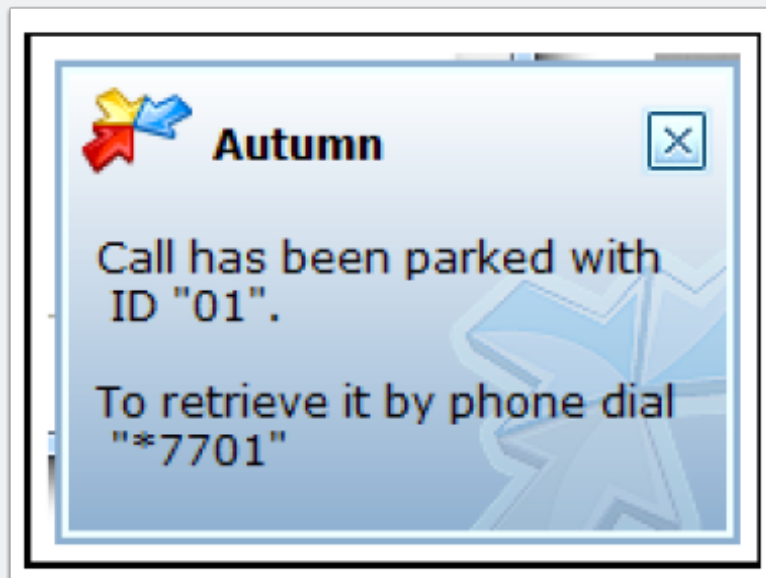 Autumn
Call has been parked with
ID "01".
To retrieve it by phone dial
"*7701"